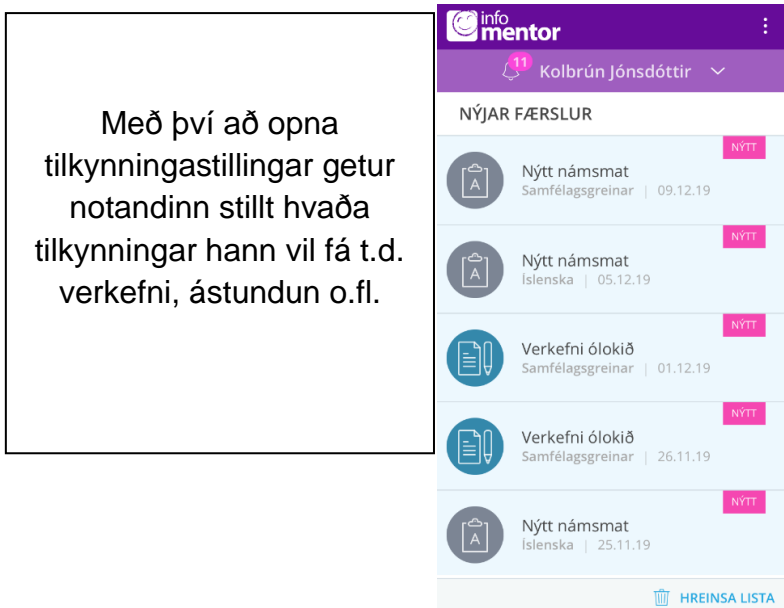 Með því að opna
tilkynningastillingar getur
notandinn stillt hvaða
tilkynningar hann vil fá t.d.
verkefni, ástundun o.fl.
info
mentor
11
Kolbrún Jónsdóttir
NÝJAR FÆRSLUR
NÝTT
A
Nýtt námsmat
Samfélagsgreinar | 09.12.19
NÝTT
A
Nýtt námsmat
Íslenska | 05.12.19
NÝTT
Verkefni ólokið
Samfélagsgreinar | 01.12.19
NÝTT
Verkefni ólokið
Samfélagsgreinar | 26.11.19
NÝTT
A
Nýtt námsmat
Íslenska | 25.11.19
HREINSA LISTA